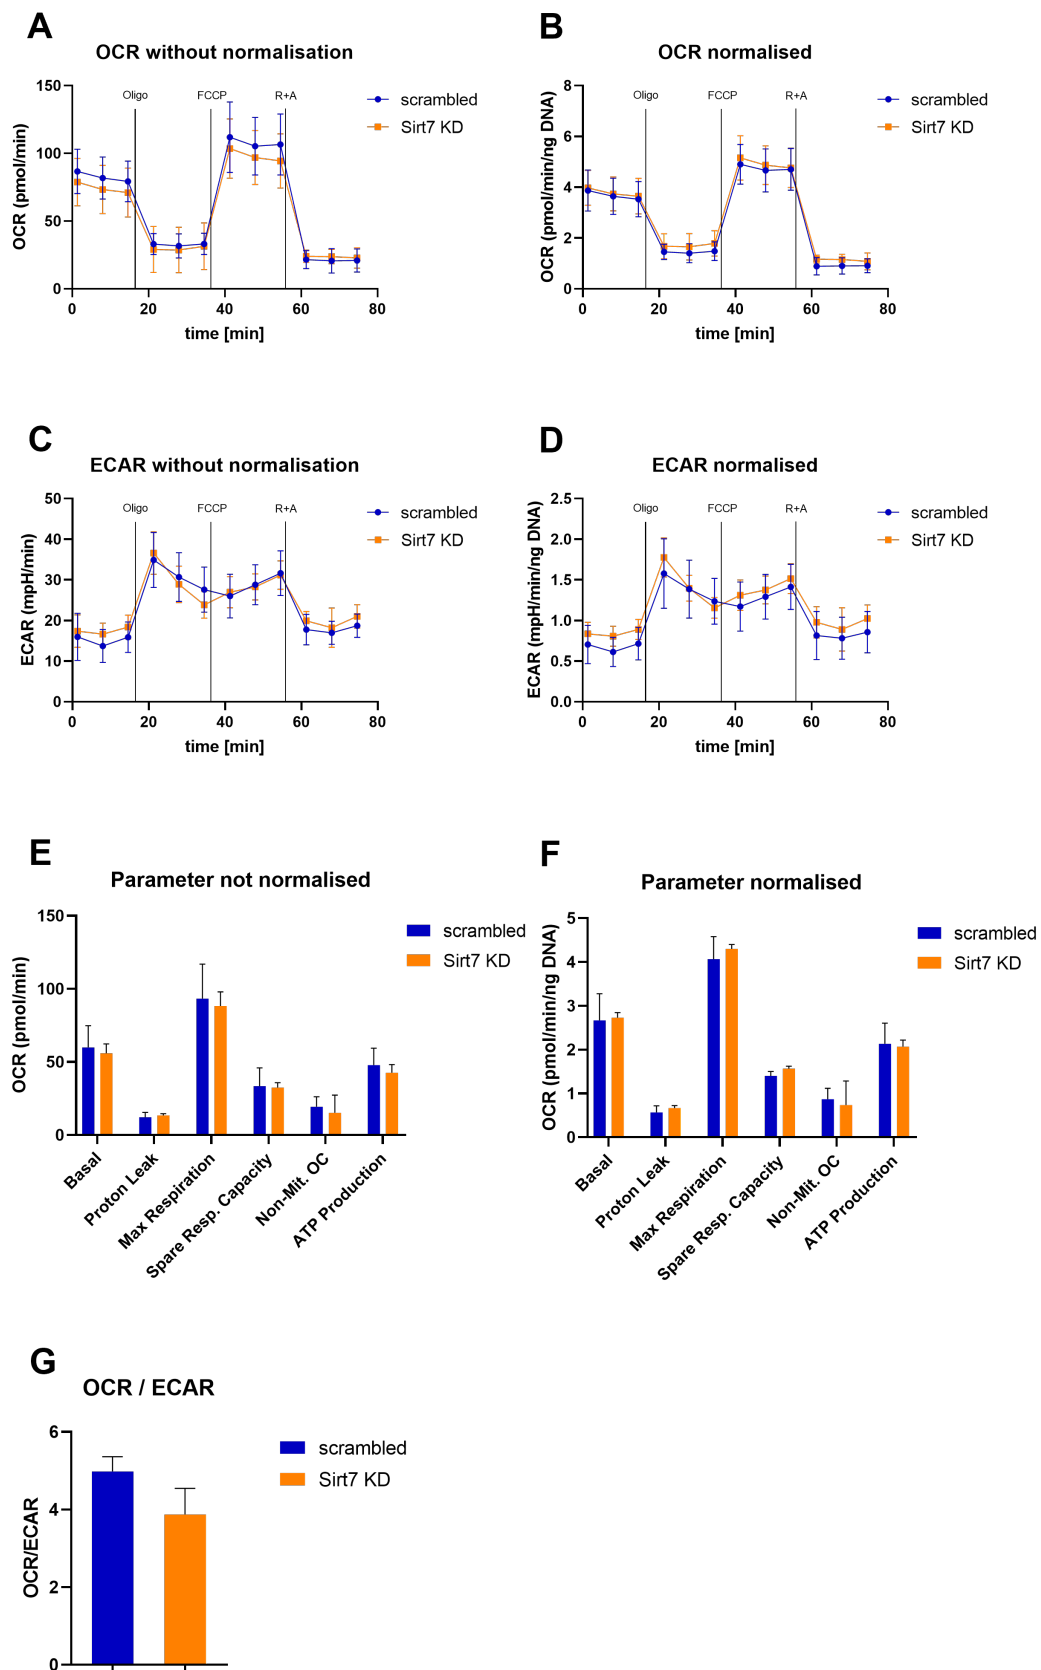 A
OCR without normalisation
OCR (pmol/min)
150
100
50
0
Oligo
FCCP
R+A
scrambled
Sirt7 KD
0 20 40 60 80
time [min]
B
OCR normalised
OCR (pmol/min/ng DNA)
8
6
4
2
0
Oligo
FCCP
R+A
scrambled
Sirt7 KD
0 20 40 60 80
time [min]
C
ECAR without normalisation
ECAR (mpH/min)
50
40
30
20
10
0
Oligo
FCCP
R+A
scrambled
Sirt7 KD
0 20 40 60 80
time [min]
D
ECAR normalised
ECAR (mpH/min/ng DNA)
2.5
2.0
1.5
1.0
0.5
0.0
Oligo
FCCP
R+A
scrambled
Sirt7 KD
0 20 40 60 80
time [min]
E
Parameter not normalised
OCR (pmol/min)
150
100
50
0
scrambled
Sirt7 KD
Basal
Proton Leak
Max Respiration
Spare Resp. Capacity
Non-Mit. OC
ATP Production
F
Parameter normalised
OCR (pmol/min/ng DNA)
5
4
3
2
1
0
scrambled
Sirt7 KD
Basal
Proton Leak
Max Respiration
Spare Resp. Capacity
Non-Mit. OC
ATP Production
G
OCR / ECAR
OCR/ECAR
6
4
2
0
scrambled
Sirt7 KD